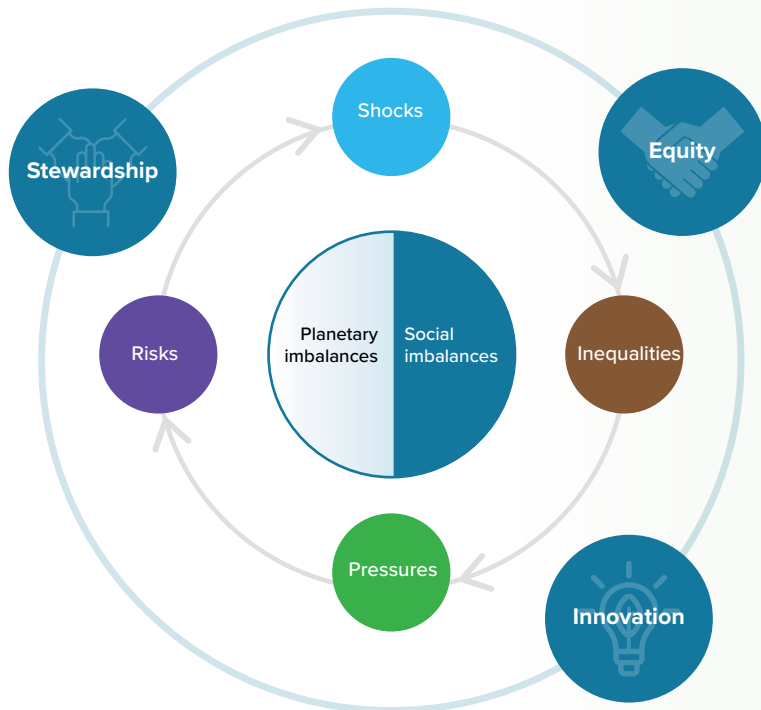 Shocks
Stewardship
Equity
Planetary
imbalances
Social
imbalances
Risks
Inequalities
Pressures
Innovation